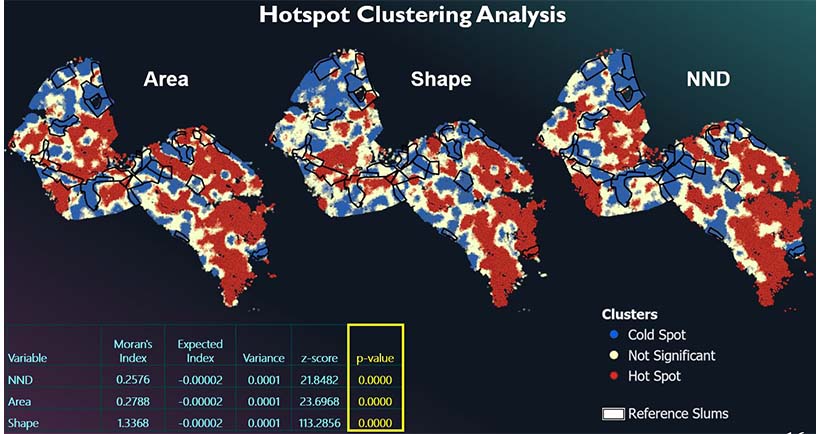 Hotspot Clustering Analysis
Area
Shape
NND
Clusters
Cold Spot
Not Significant
Hot Spot
Reference Slums
Variable Moran's Index Expected Index Variance z-score p-value
NND 0.2576 -0.00002 0.0001 21.8482 0.0000
Area 0.2788 -0.00002 0.0001 23.6968 0.0000
Shape 1.3368 -0.00002 0.0001 113.2856 0.0000